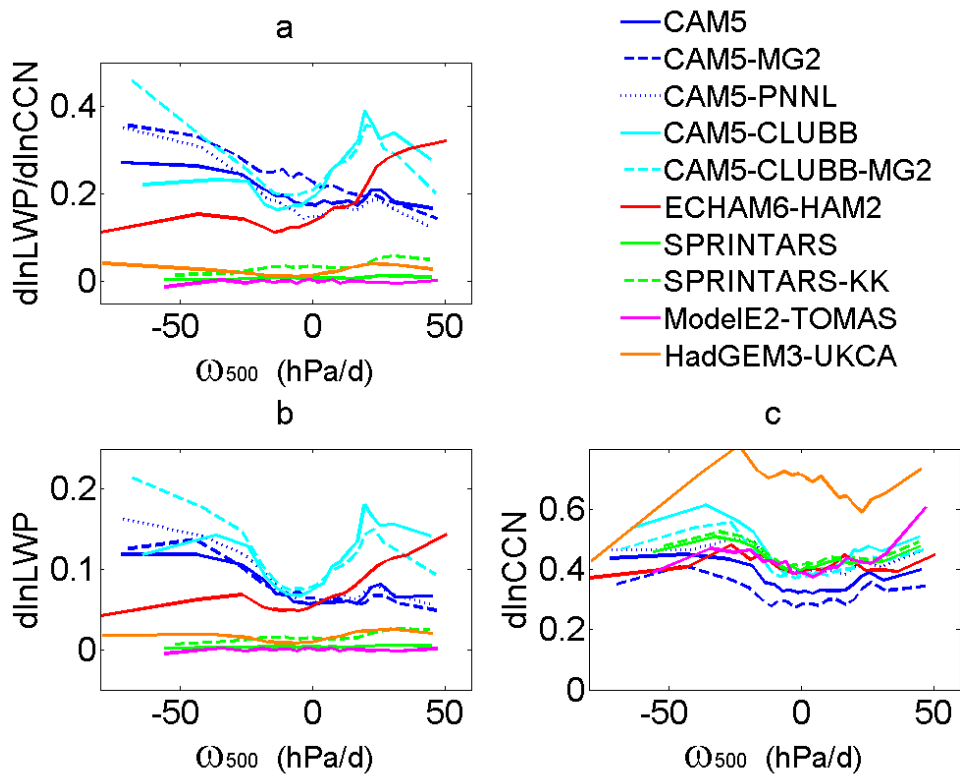 a
dlnLWP/dlnCCN
0.4
0.2
0
-50
0
50
ω500 (hPa/d)
CAM5
CAM5-MG2
CAM5-PNNL
CAM5-CLUBB
CAM5-CLUBB-MG2
ECHAM6-HAM2
SPRINTARS
SPRINTARS-KK
ModelE2-TOMAS
HadGEM3-UKCA
b
dlnLWP
0.2
0.1
0
-50
0
50
ω500 (hPa/d)
c
dlnCCN
0.6
0.4
0.2
0
-50
0
50
ω500 (hPa/d)